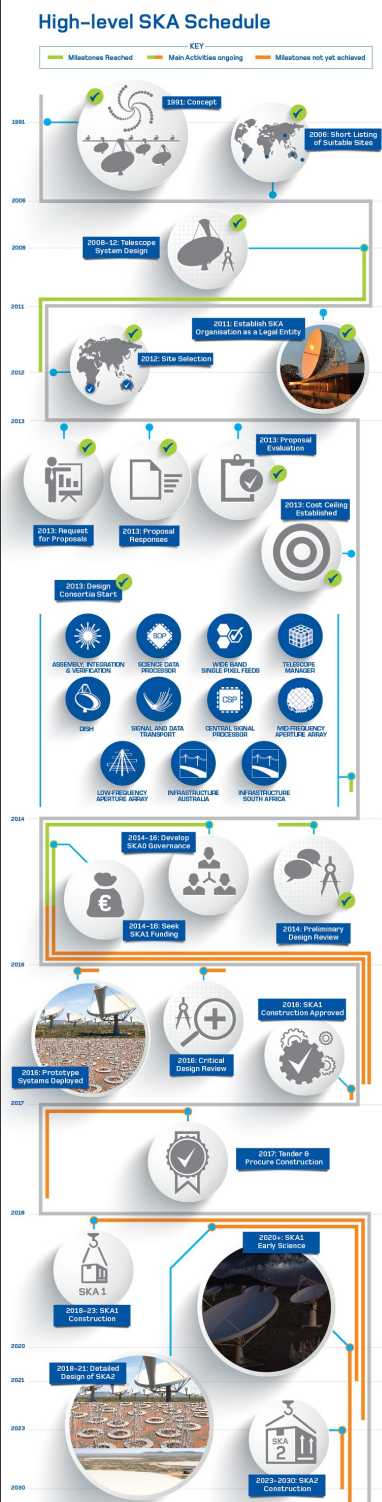 High-level SKA Schedule
KEY
Milestones Reached
Main Activities ongoing
Milestones not yet achieved
1991
1991: Concept
2006: Short Listing
of Suitable Sites
2006
2008
2008-12: Telescope
System Design
2011
2011: Establish SKA
Organisation as a Legal Entity
2012: Site Selection
2012
2013
2013: Request
for Proposals
2013: Proposal
Responses
2013: Proposal
Evaluation
2013: Cost Ceiling
Established
2013: Design
Consortia Start
ASSEMBLY, INTEGRATION
& VERIFICATION
SDP
SCIENCE DATA
PROCESSOR
WIDE BAND
SINGLE PIXEL FEEDS
TELESCOPE
MANAGER
DISH
SIGNAL AND DATA
TRANSPORT
CSP
CENTRAL SIGNAL
PROCESSOR
MID-FREQUENCY
APERTURE ARRAY
LOW-FREQUENCY
APERTURE ARRAY
INFRASTRUCTURE
AUSTRALIA
INFRASTRUCTURE
SOUTH AFRICA
2014
2014-16: Develop
SKAO Governance
€
2014-16: Seek
SKA1 Funding
2014: Preliminary
Design Review
2016
2016: Prototype
Systems Deployed
2016: Critical
Design Review
2016: SKA1
Construction Approved
2017
2017: Tender &
Procure Construction
2018
SKA 1
2018-23: SKA1
Construction
2020+: SKA1
Early Science
2020
2021
2018-21: Detailed
Design of SKA2
2023
SKA
2
2023-2030: SKA2
Construction
2030